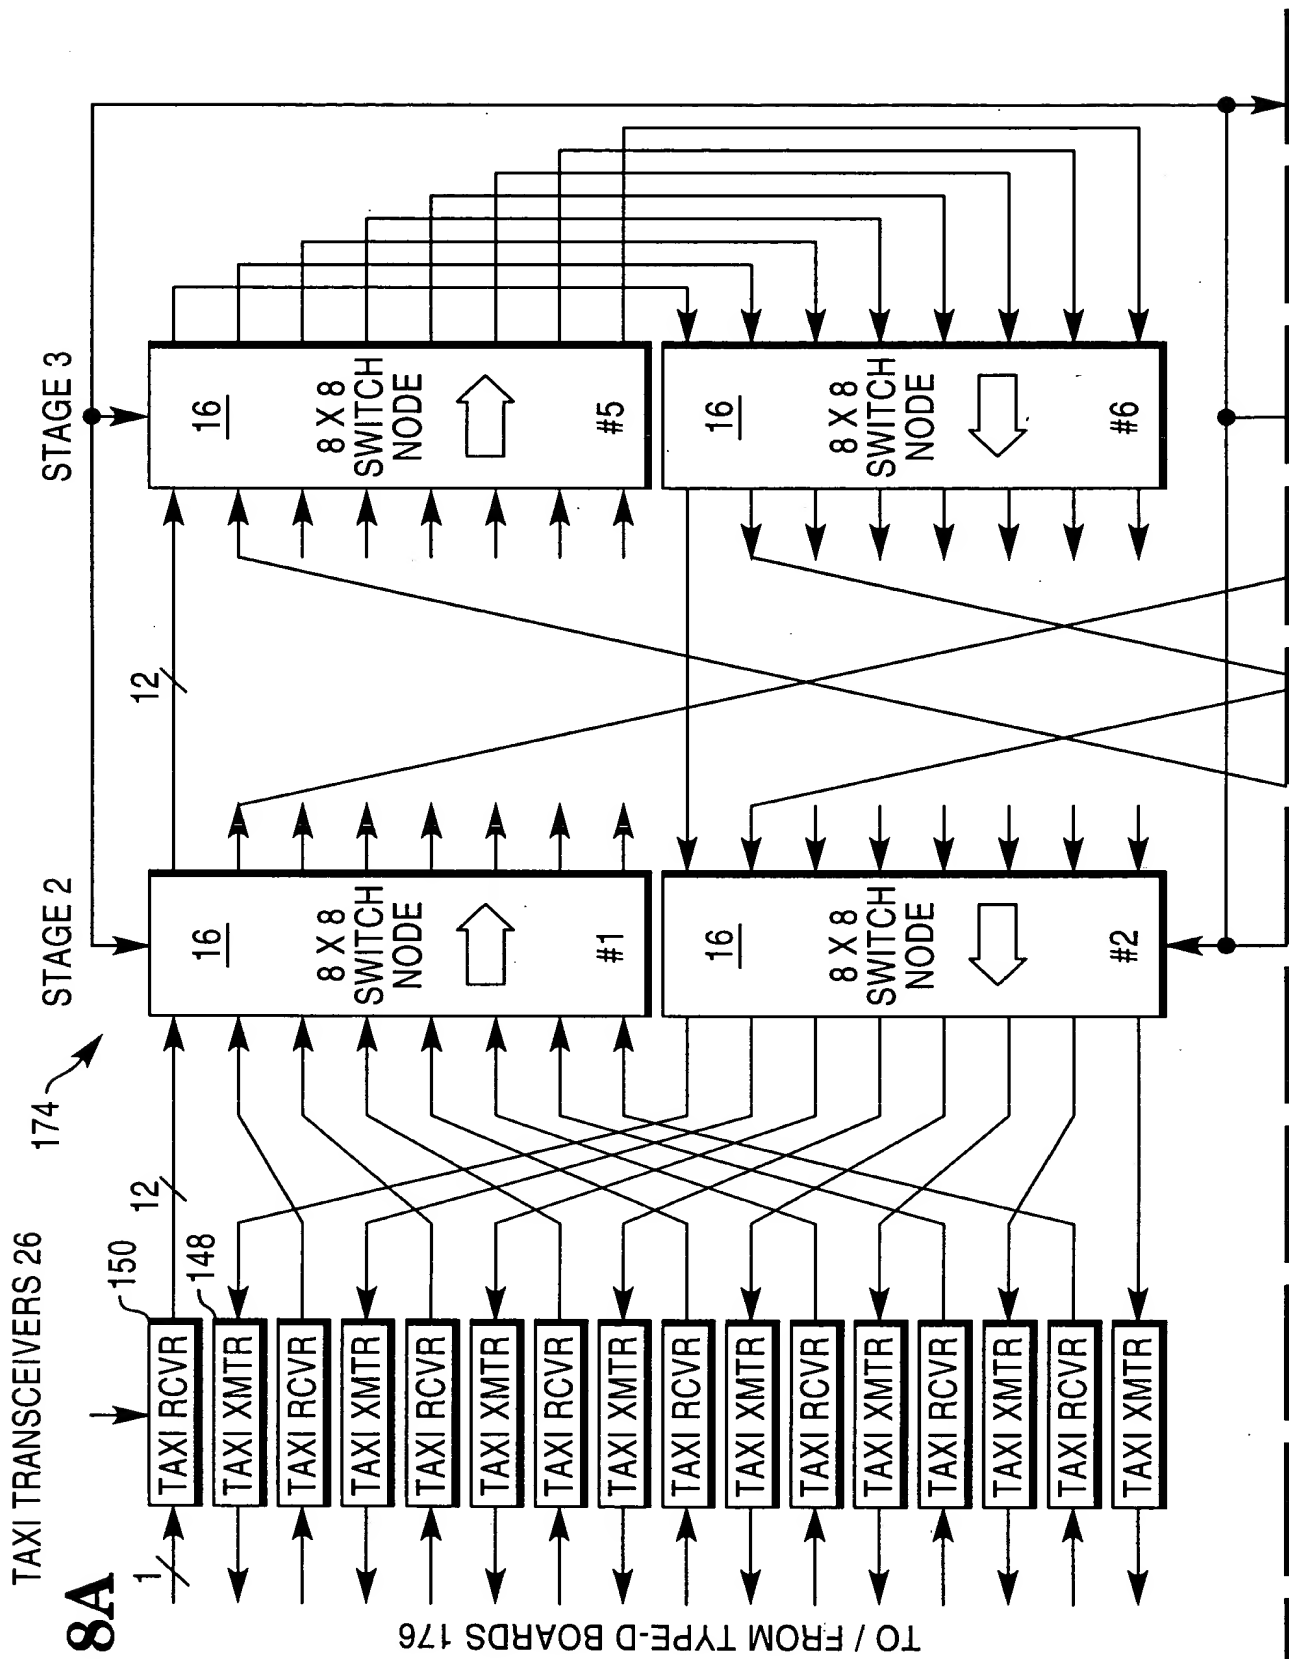 8A
TAXI TRANSCEIVERS 26
174
STAGE 2
STAGE 3
150
148
1
12
12
TO / FROM TYPE-D BOARDS 176
TAXI RCVR
TAXI XMTR
TAXI RCVR
TAXI XMTR
TAXI RCVR
TAXI XMTR
TAXI RCVR
TAXI XMTR
TAXI RCVR
TAXI XMTR
TAXI RCVR
TAXI XMTR
TAXI RCVR
TAXI XMTR
TAXI RCVR
TAXI XMTR
16
8 X 8
SWITCH
NODE
#1
16
8 X 8
SWITCH
NODE
#2
16
8 X 8
SWITCH
NODE
#5
16
8 X 8
SWITCH
NODE
#6